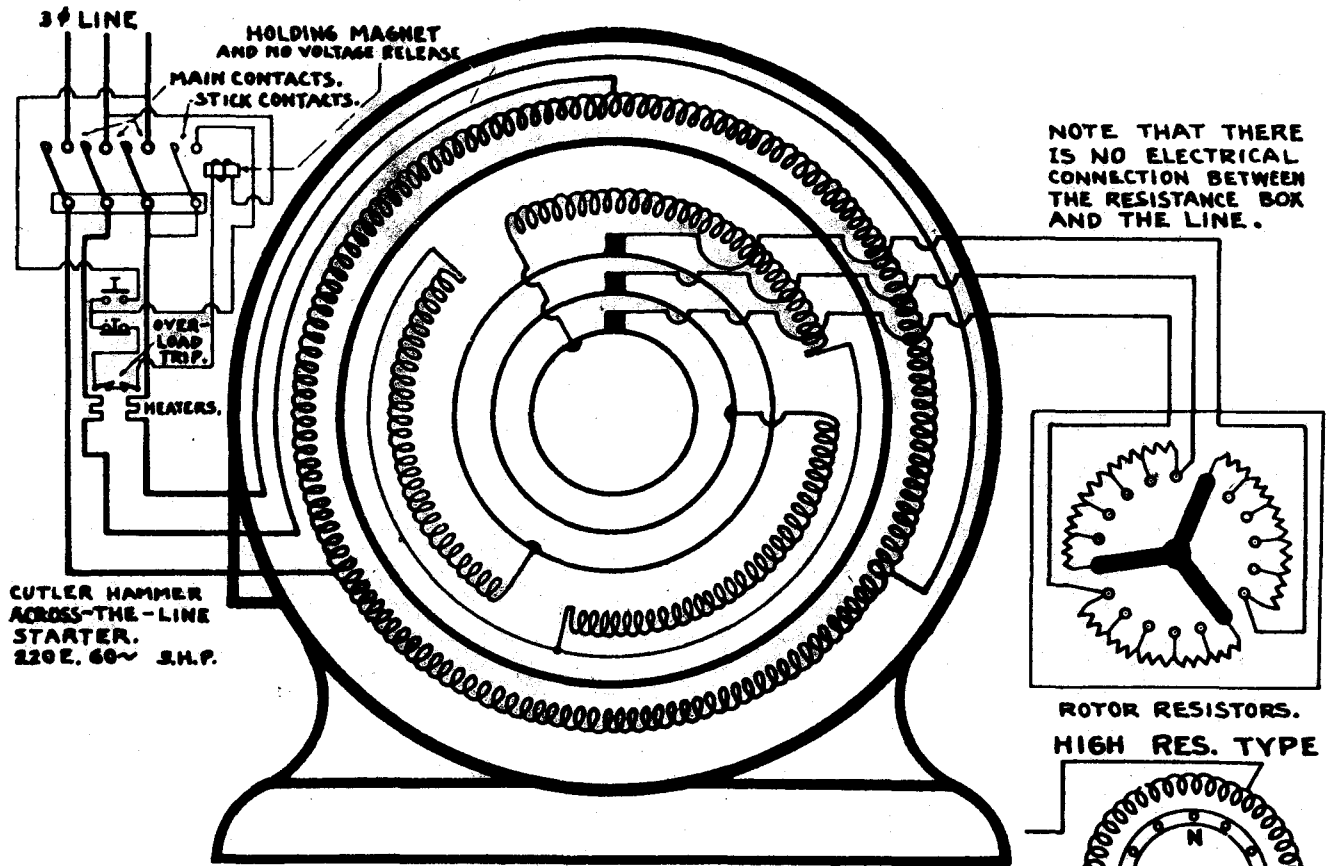 3ϕ LINE
HOLDING MAGNET
AND NO VOLTAGE RELEASE
MAIN CONTACTS.
STICK CONTACTS.
NOTE THAT THERE
IS NO ELECTRICAL
CONNECTION BETWEEN
THE RESISTANCE BOX
AND THE LINE.
OVER-
LOAD
TRIP.
HEATERS.
CUTLER HAMMER
ACROSS-THE-LINE
STARTER.
220 E. 60~ H.P.
ROTOR RESISTORS.
HIGH RES. TYPE
N